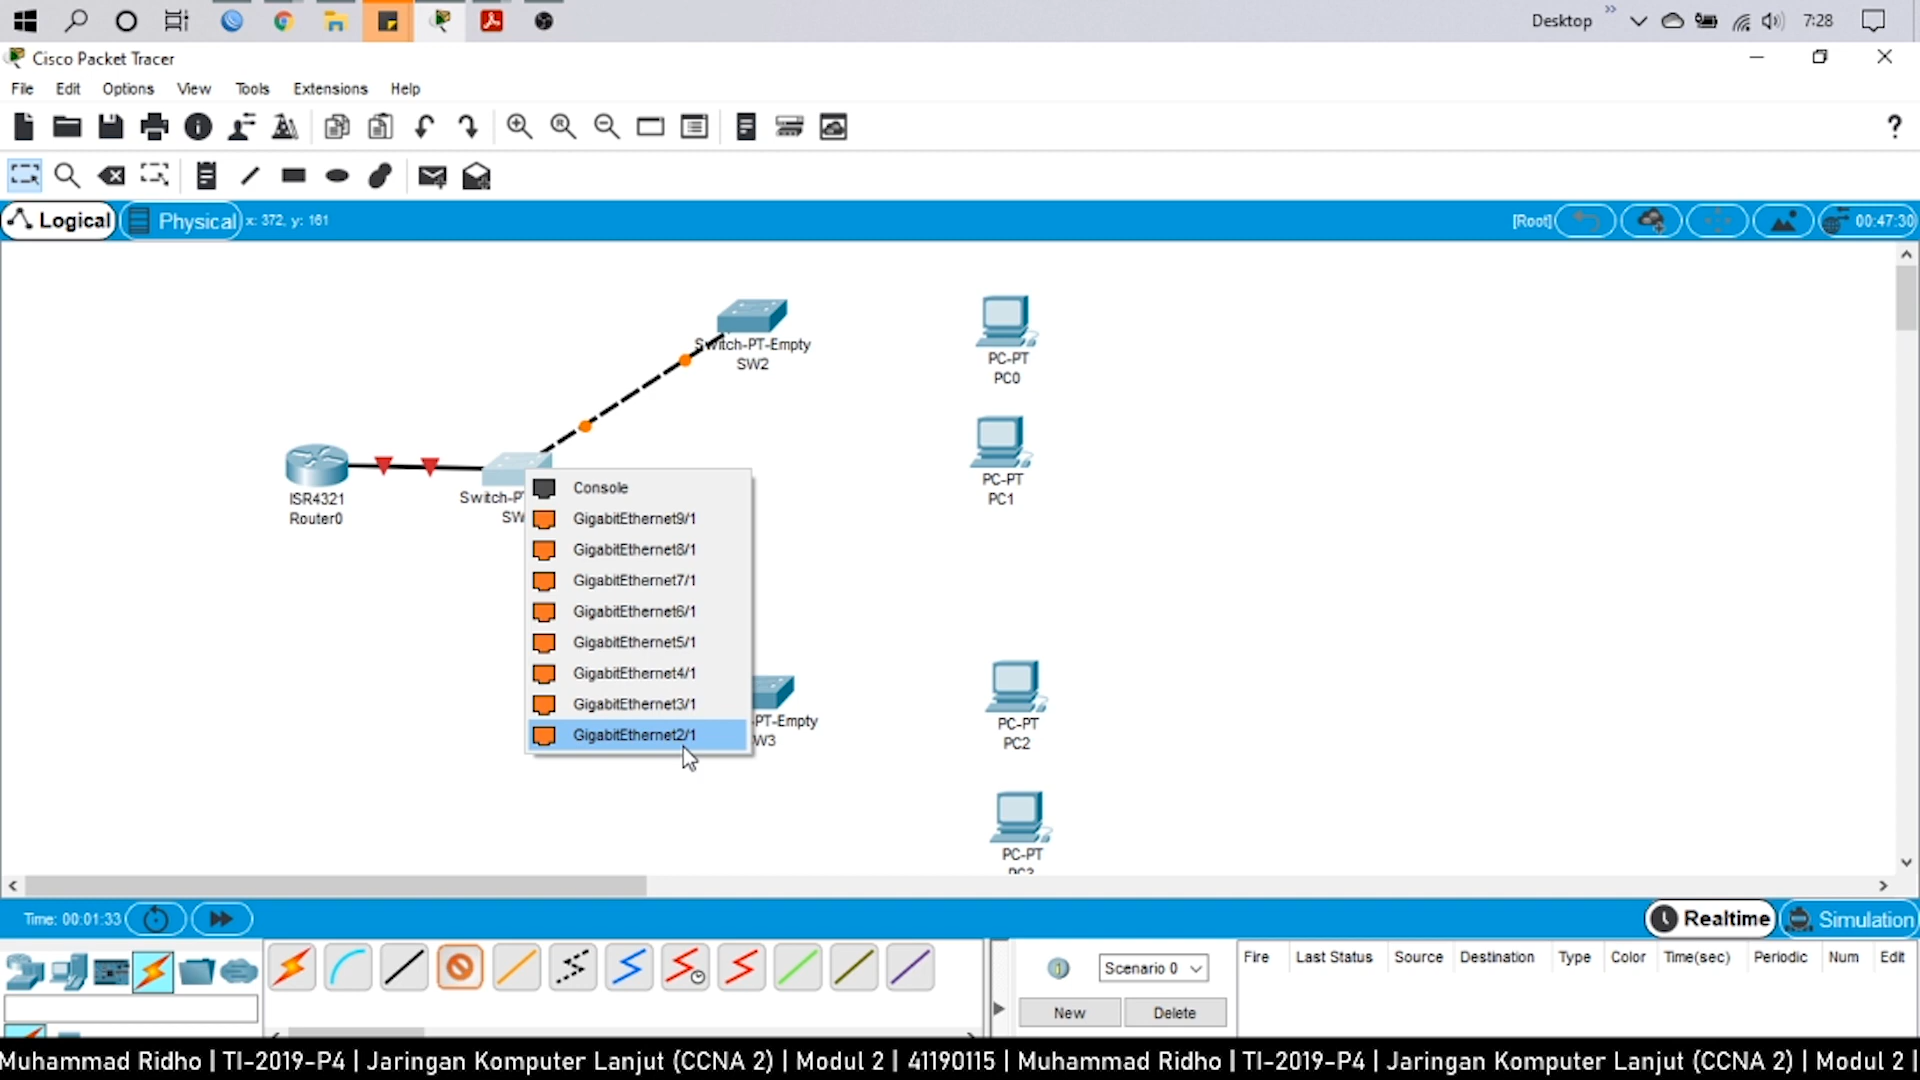 Desktop
7:28
Cisco Packet Tracer
File Edit Options View Tools Extensions Help
Logical
Physical
x: 372, y: 161
[Root]
00:47:30
Switch-PT-Empty
SW2
PC-PT
PC0
PC-PT
PC1
ISR4321
Router0
Switch-P
SW
Console
GigabitEthernet9/1
GigabitEthernet8/1
GigabitEthernet7/1
GigabitEthernet6/1
GigabitEthernet5/1
GigabitEthernet4/1
GigabitEthernet3/1
GigabitEthernet2/1
-PT-Empty
W3
PC-PT
PC2
PC-PT
Time: 00:01:33
Realtime
Simulation
Scenario 0
New
Delete
Fire Last Status Source Destination Type Color Time(sec) Periodic Num Edit
Muhammad Ridho | TI-2019-P4 | Jaringan Komputer Lanjut (CCNA 2) | Modul 2 | 41190115 | Muhammad Ridho | TI-2019-P4 | Jaringan Komputer Lanjut (CCNA 2) | Modul 2 |